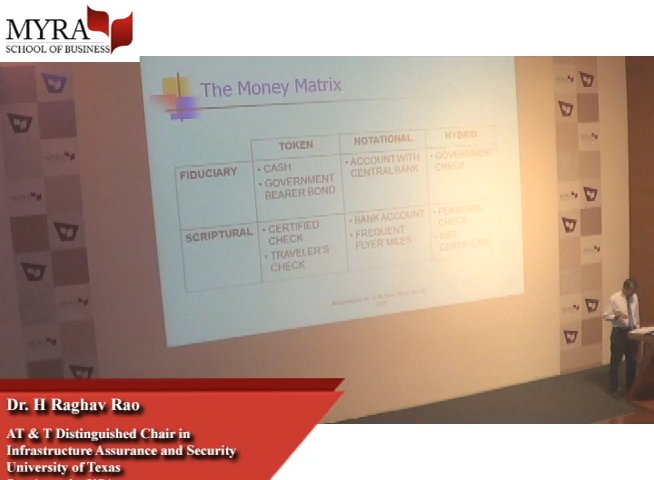 MYRA
SCHOOL OF BUSINESS
The Money Matrix
TOKEN NOTATIONAL HYBRID
FIDUCIARY
• CASH
• GOVERNMENT
BEARER BOND
• ACCOUNT WITH
CENTRAL BANK
• GOVERNMENT
CHECK
SCRIPTURAL
• CERTIFIED
CHECK
• TRAVELER'S
CHECK
• BANK ACCOUNT
• FREQUENT
FLYER MILES
• PERSONAL
CHECK
• GIFT
CERTIFICATE
Dr. H Raghav Rao
AT & T Distinguished Chair in
Infrastructure Assurance and Security
University of Texas